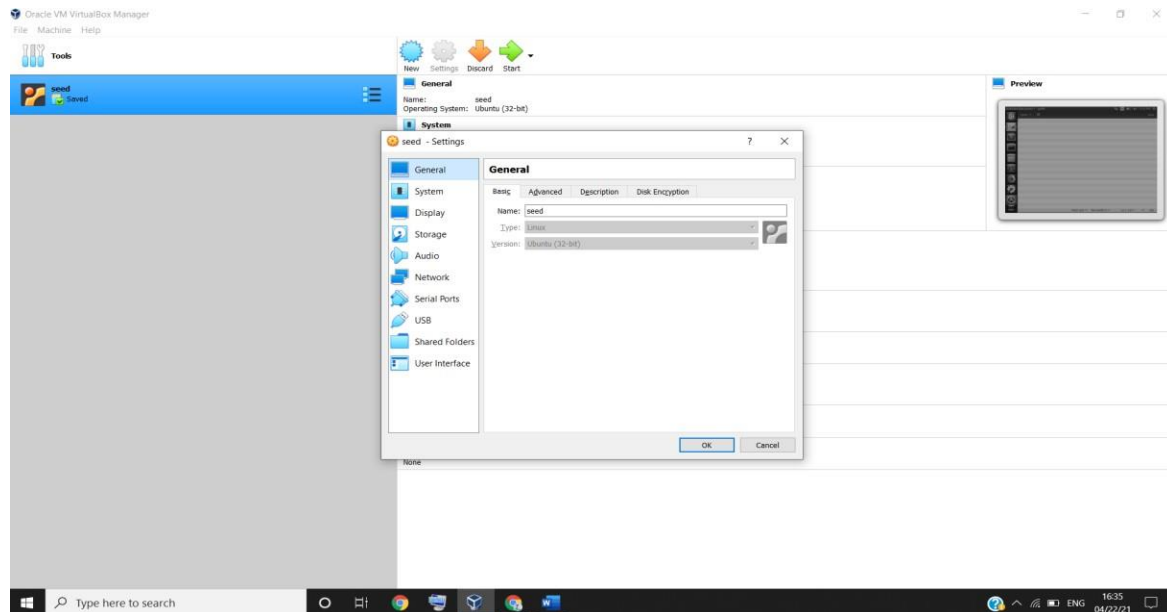 Oracle VM VirtualBox Manager
File Machine Help
Tools
New Settings Discard Start
seed
Saved
General
Name: seed
Operating System: Ubuntu (32-bit)
System
Preview
seed - Settings
? ×
General
System
Display
Storage
Audio
Network
Serial Ports
USB
Shared Folders
User Interface
General
Basic Advanced Description Disk Encryption
Name: seed
Type: Linux
Version: Ubuntu (32-bit)
OK Cancel
None
Type here to search
ENG
16:35
04/22/21